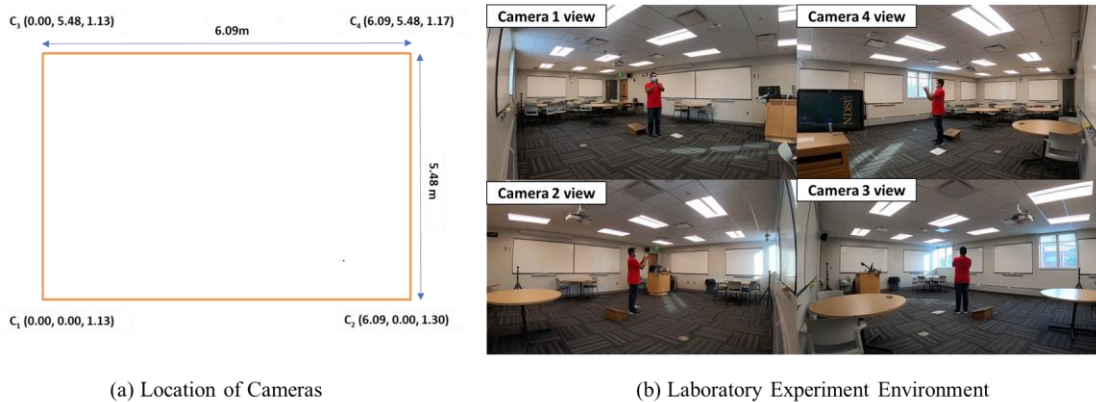 C₃ (0.00, 5.48, 1.13)
C₄ (6.09, 5.48, 1.17)
6.09m
5.48 m
C₁ (0.00, 0.00, 1.13)
C₂ (6.09, 0.00, 1.30)
(a) Location of Cameras
Camera 1 view
Camera 4 view
NDSU
Camera 2 view
Camera 3 view
(b) Laboratory Experiment Environment